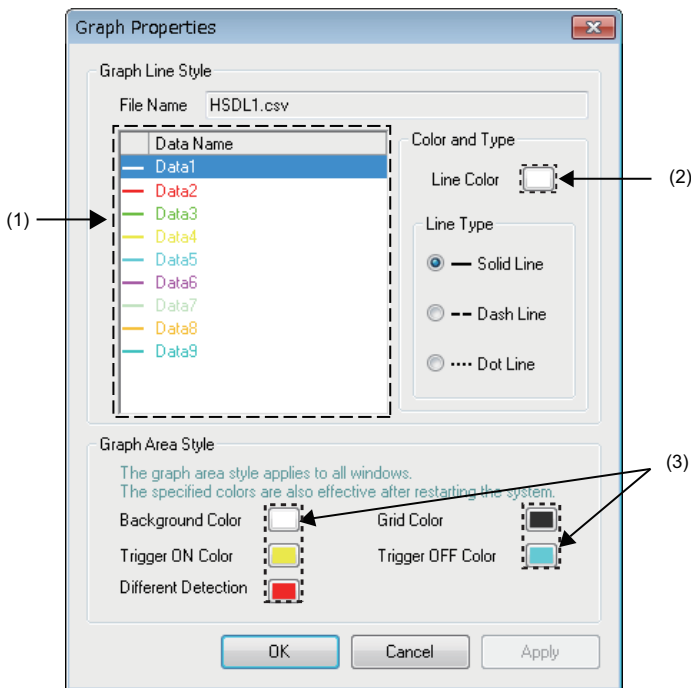 Graph Properties
Graph Line Style
File Name HSDL1.csv
Data Name
Data1
Data2
Data3
Data4
Data5
Data6
Data7
Data8
Data9
Color and Type
Line Color
Line Type
Solid Line
Dash Line
Dot Line
(1)
(2)
Graph Area Style
The graph area style applies to all windows.
The specified colors are also effective after restarting the system.
Background Color Grid Color
Trigger ON Color Trigger OFF Color
Different Detection
(3)
OK Cancel Apply